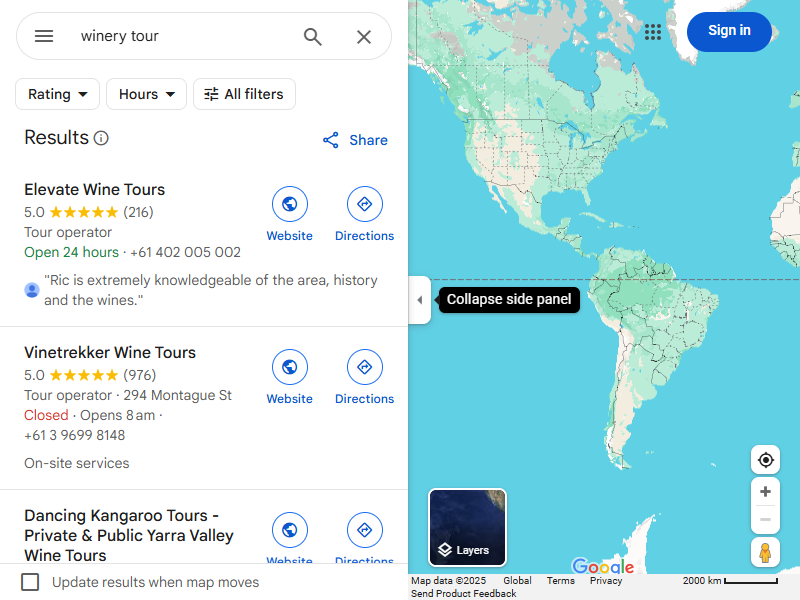 winery tour
Sign in
Rating
Hours
All filters
Results
Share
Elevate Wine Tours
5.0 (216)
Tour operator
Open 24 hours · +61 402 005 002
Website
Directions
"Ric is extremely knowledgeable of the area, history
and the wines."
Collapse side panel
Vinetrekker Wine Tours
5.0 (976)
Tour operator · 294 Montague St
Closed · Opens 8 am ·
+61 3 9699 8148
Website
Directions
On-site services
Dancing Kangaroo Tours -
Private & Public Yarra Valley
Wine Tours
Website
Directions
Update results when map moves
Layers
Google
Map data ©2025 Global Terms Privacy 2000 km
Send Product Feedback